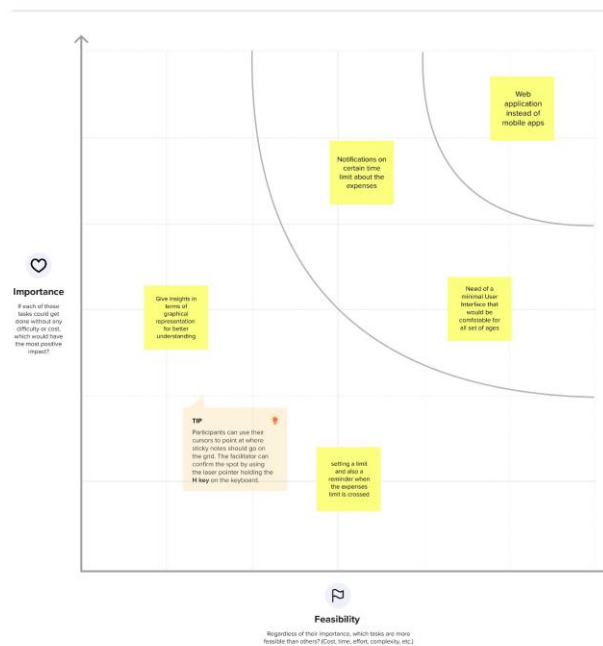 Web
application
instead of
mobile apps
Notifications on
certain time
limit about the
expenses
Importance
If each of these
tasks could get
done without any
difficulty or cost,
which would have
the most positive
impact?
Give insights in
terms of
graphical
representation
for better
understanding
Need of a
minimal User
Interface that
would be
comfotable for
all set of ages
TIP
Participants can use their
cursors to point at where
sticky notes should go on
the grid. The facilitator can
confirm the spot by using
the laser pointer holding the
H key on the keyboard.
setting a limit
and also a
reminder when
the expenses
limit is crossed
Feasibility
Regardless of their importance, which tasks are more
feasible than others? (Cost, time, effort, complexity, etc.)